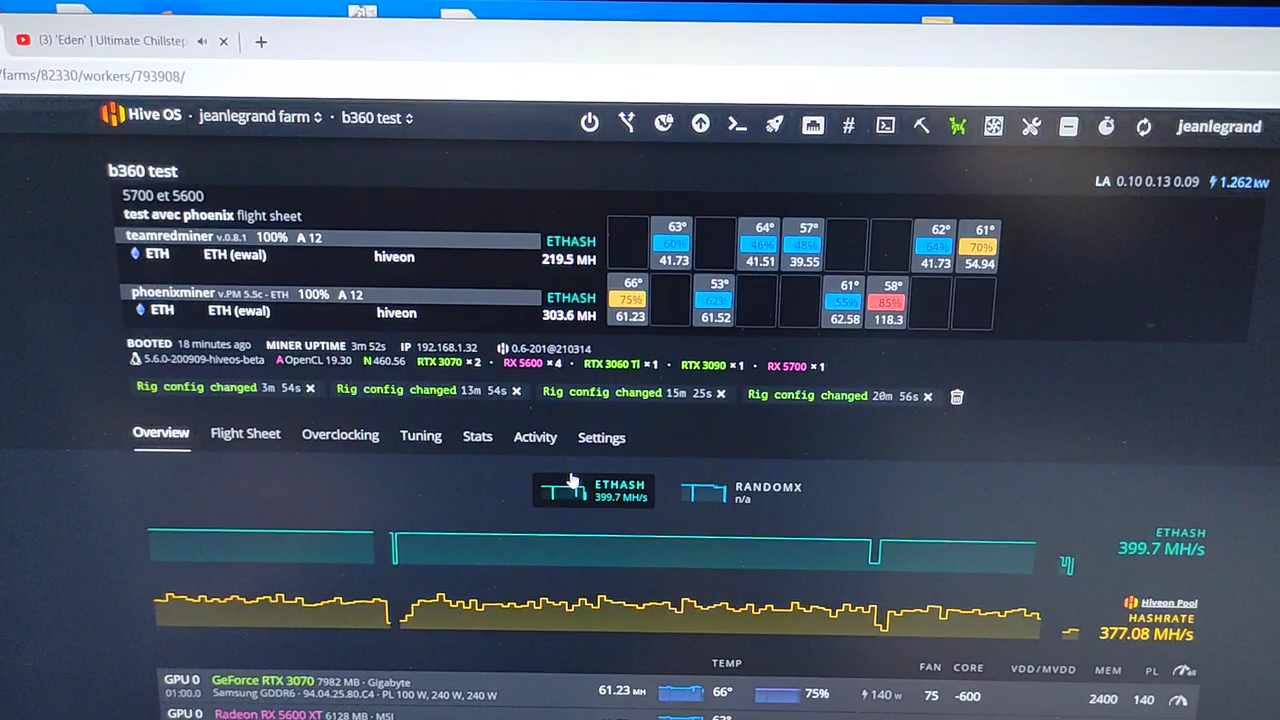 (3) 'Eden' | Ultimate Chillstep
/farms/82330/workers/793908/
Hive OS · jeanlegrand farm · b360 test
jeanlegrand
b360 test
LA 0.10 0.13 0.09 1.262 kw
5700 et 5600
test avec phoenix flight sheet
teamredminer v.0.8.1 100% A 12 ETHASH
ETH ETH (ewal) hiveon 219.5 MH
63° 64° 57° 62° 61°
60% 46% 48% 64% 70%
41.73 41.51 39.55 41.73 54.94
phoenixminer v.PM 5.5c - ETH 100% A 12 ETHASH
ETH ETH (ewal) hiveon 303.6 MH
66° 53° 61° 58°
75% 62% 55% 85%
61.23 61.52 62.58 118.3
BOOTED 18 minutes ago MINER UPTIME 3m 52s IP 192.168.1.32 0.6-201@210314
5.6.0-200909-hiveos-beta A OpenCL 19.30 N 460.56 RTX 3070 × 2 · RX 5600 × 4 · RTX 3060 TI × 1 · RTX 3090 × 1 · RX 5700 × 1
Rig config changed 3m 54s × Rig config changed 13m 54s × Rig config changed 15m 25s × Rig config changed 20m 56s ×
Overview Flight Sheet Overclocking Tuning Stats Activity Settings
ETHASH
399.7 MH/s
RANDOMX
n/a
ETHASH
399.7 MH/s
Hiveon Pool
HASHRATE
377.08 MH/s
TEMP FAN CORE VDD/MVDD MEM PL
GPU 0 GeForce RTX 3070 7982 MB · Gigabyte
01:00.0 Samsung GDDR6 · 94.04.25.80.C4 · PL 100 W, 240 W, 240 W
61.23 MH 66° 75% 140 W 75 -600 2400 140
GPU 0 Radeon RX 5600 XT 6128 MB · MSI